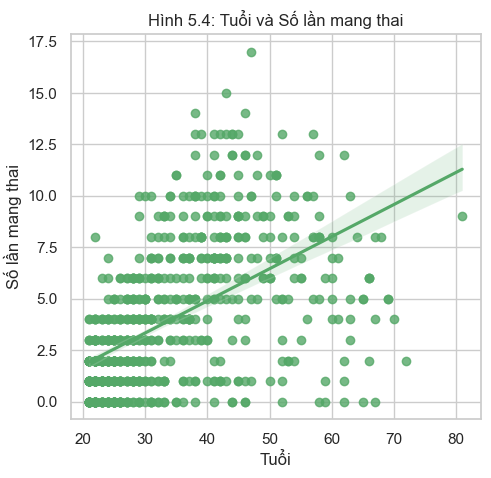 Hình 5.4: Tuổi và Số lần mang thai
17.5
15.0
12.5
10.0
7.5
5.0
2.5
0.0
Số lần mang thai
20 30 40 50 60 70 80
Tuổi